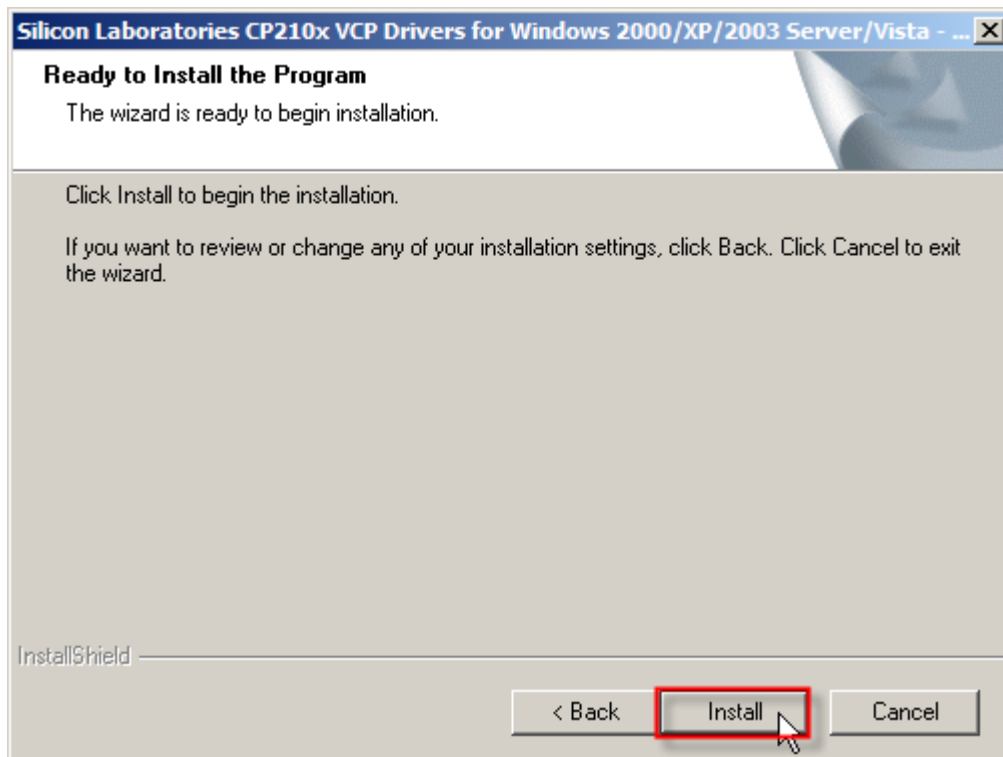 Silicon Laboratories CP210x VCP Drivers for Windows 2000/XP/2003 Server/Vista - ...
Ready to Install the Program
The wizard is ready to begin installation.
Click Install to begin the installation.
If you want to review or change any of your installation settings, click Back. Click Cancel to exit
the wizard.
InstallShield
< Back Install Cancel